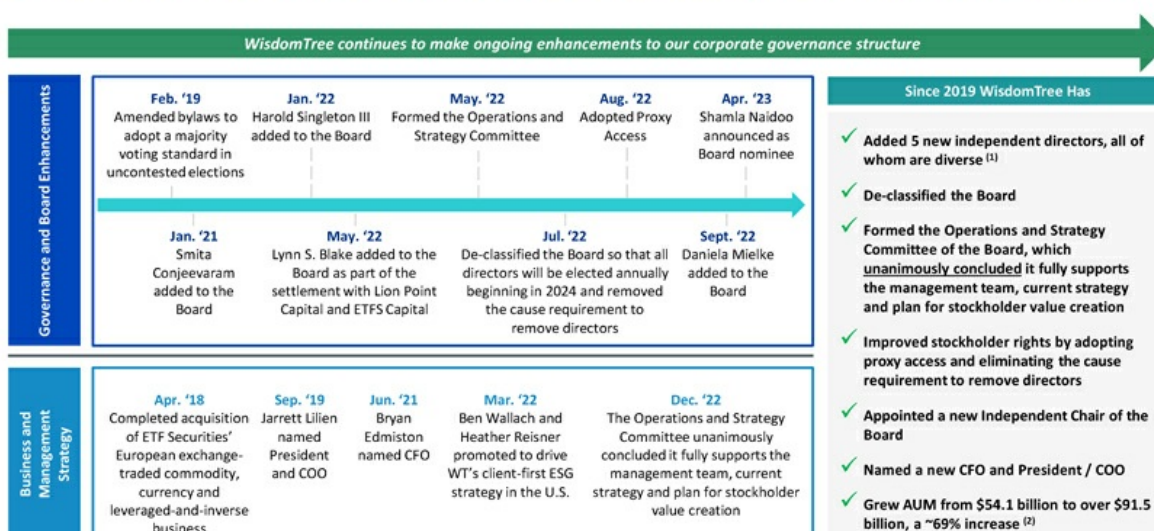 WisdomTree continues to make ongoing enhancements to our corporate governance structure
Governance and Board Enhancements
Feb. '19
Amended bylaws to
adopt a majority
voting standard in
uncontested elections
Jan. '22
Harold Singleton III
added to the Board
May. '22
Formed the Operations and
Strategy Committee
Aug. '22
Adopted Proxy
Access
Apr. '23
Shamla Naidoo
announced as
Board nominee
Jan. '21
Smita
Conjeevaram
added to the
Board
May. '22
Lynn S. Blake added to the
Board as part of the
settlement with Lion Point
Capital and ETFS Capital
Jul. '22
De-classified the Board so that all
directors will be elected annually
beginning in 2024 and removed
the cause requirement to
remove directors
Sept. '22
Daniela Mielke
added to the
Board
Business and
Management
Strategy
Apr. '18
Completed acquisition
of ETF Securities'
European exchange-
traded commodity,
currency and
leveraged-and-inverse
business
Sep. '19
Jarrett Lilien
named
President
and COO
Jun. '21
Bryan
Edmiston
named CFO
Mar. '22
Ben Wallach and
Heather Reisner
promoted to drive
WT's client-first ESG
strategy in the U.S.
Dec. '22
The Operations and Strategy
Committee unanimously
concluded it fully supports the
management team, current
strategy and plan for stockholder
value creation
Since 2019 WisdomTree Has
✓ Added 5 new independent directors, all of
whom are diverse (1)
✓ De-classified the Board
✓ Formed the Operations and Strategy
Committee of the Board, which
unanimously concluded it fully supports
the management team, current strategy
and plan for stockholder value creation
✓ Improved stockholder rights by adopting
proxy access and eliminating the cause
requirement to remove directors
✓ Appointed a new Independent Chair of the
Board
✓ Named a new CFO and President / COO
✓ Grew AUM from $54.1 billion to over $91.5
billion, a ~69% increase (2)